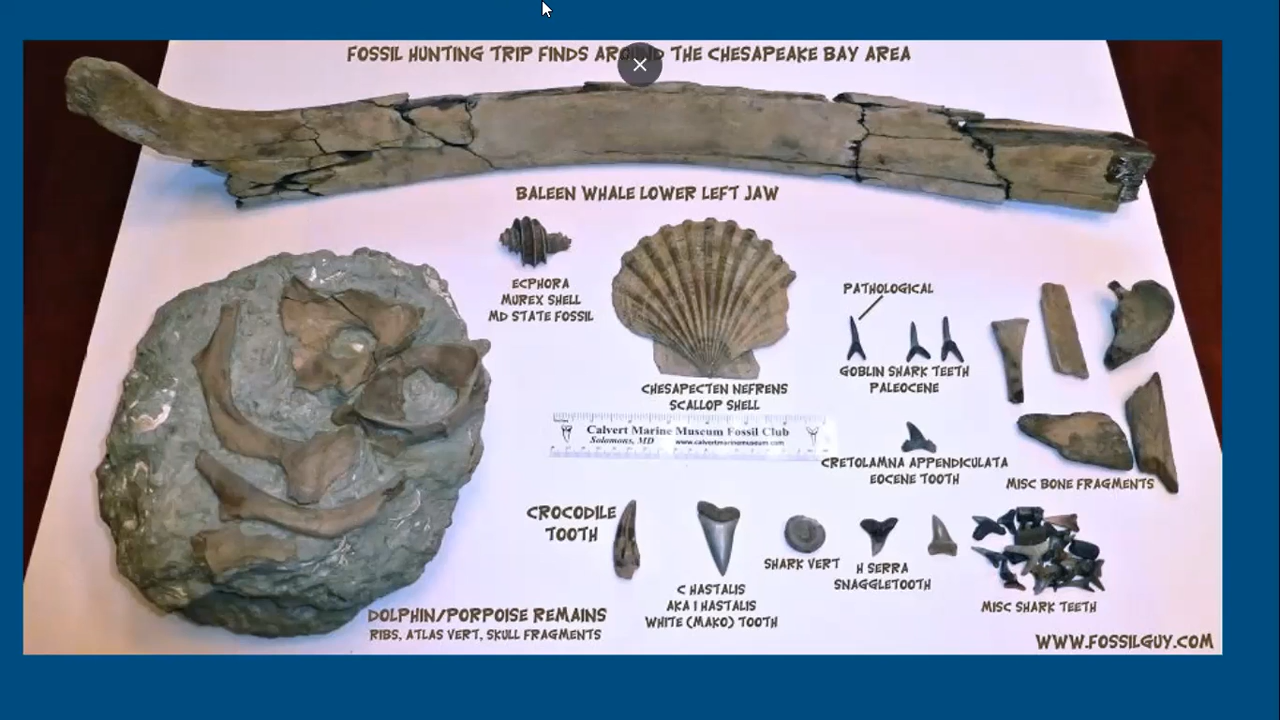 FOSSIL HUNTING TRIP FINDS AROUND THE CHESAPEAKE BAY AREA
BALEEN WHALE LOWER LEFT JAW
ECPHORA
MUREX SHELL
MD STATE FOSSIL
CHESAPECTEN NEFRENS
SCALLOP SHELL
PATHOLOGICAL
GOBLIN SHARK TEETH
PALEOCENE
Calvert Marine Museum Fossil Club
Solomons, MD www.calvertmarinemuseum.com
CRETOLAMNA APPENDICULATA
EOCENE TOOTH
MISC BONE FRAGMENTS
CROCODILE
TOOTH
C HASTALIS
AKA I HASTALIS
WHITE (MAKO) TOOTH
SHARK VERT
H SERRA
SNAGGLETOOTH
MISC SHARK TEETH
DOLPHIN/PORPOISE REMAINS
RIBS, ATLAS VERT, SKULL FRAGMENTS
WWW.FOSSILGUY.COM